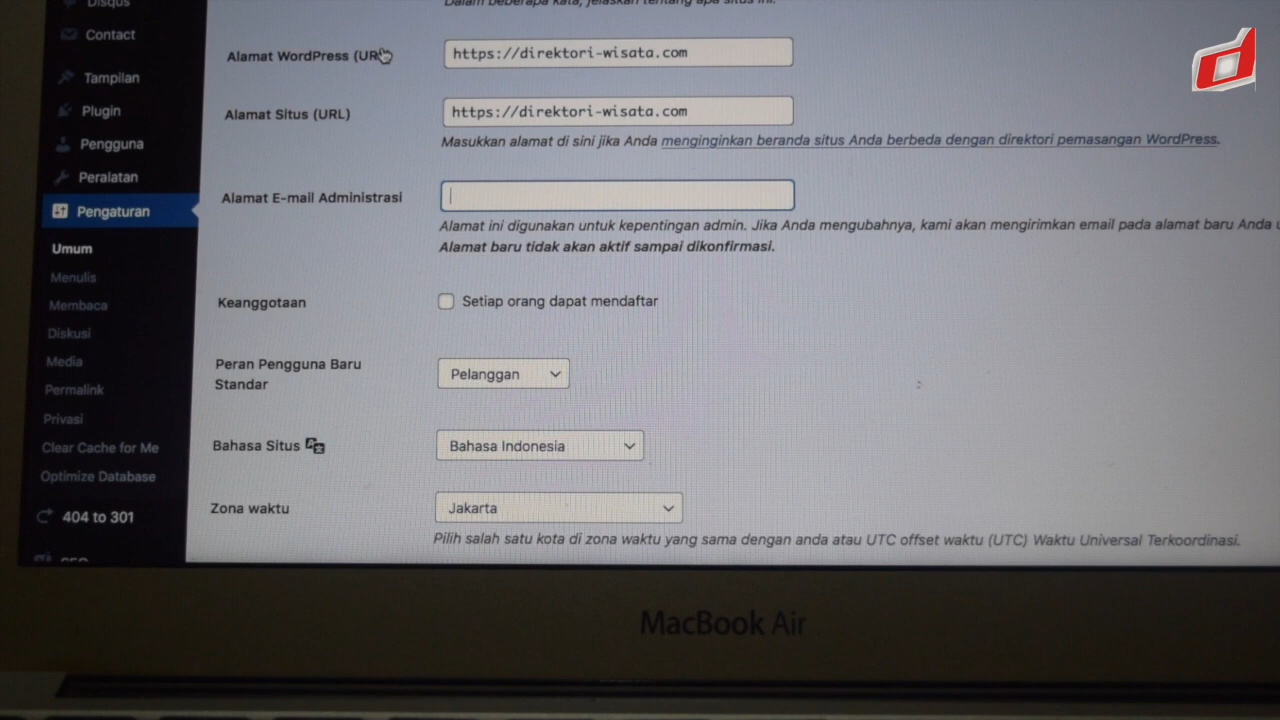 Disqus
Contact
Tampilan
Plugin
Pengguna
Peralatan
Pengaturan
Umum
Menulis
Membaca
Diskusi
Media
Permalink
Privasi
Clear Cache for Me
Optimize Database
404 to 301
Dalam beberapa kata, jelaskan tentang apa situs ini.
Alamat WordPress (UR
https://direktori-wisata.com
Alamat Situs (URL)
https://direktori-wisata.com
Masukkan alamat di sini jika Anda menginginkan beranda situs Anda berbeda dengan direktori pemasangan WordPress.
Alamat E-mail Administrasi
Alamat ini digunakan untuk kepentingan admin. Jika Anda mengubahnya, kami akan mengirimkan email pada alamat baru Anda
Alamat baru tidak akan aktif sampai dikonfirmasi.
Keanggotaan
Setiap orang dapat mendaftar
Peran Pengguna Baru
Standar
Pelanggan
Bahasa Situs
Bahasa Indonesia
Zona waktu
Jakarta
Pilih salah satu kota di zona waktu yang sama dengan anda atau UTC offset waktu (UTC) Waktu Universal Terkoordinasi.
MacBook Air